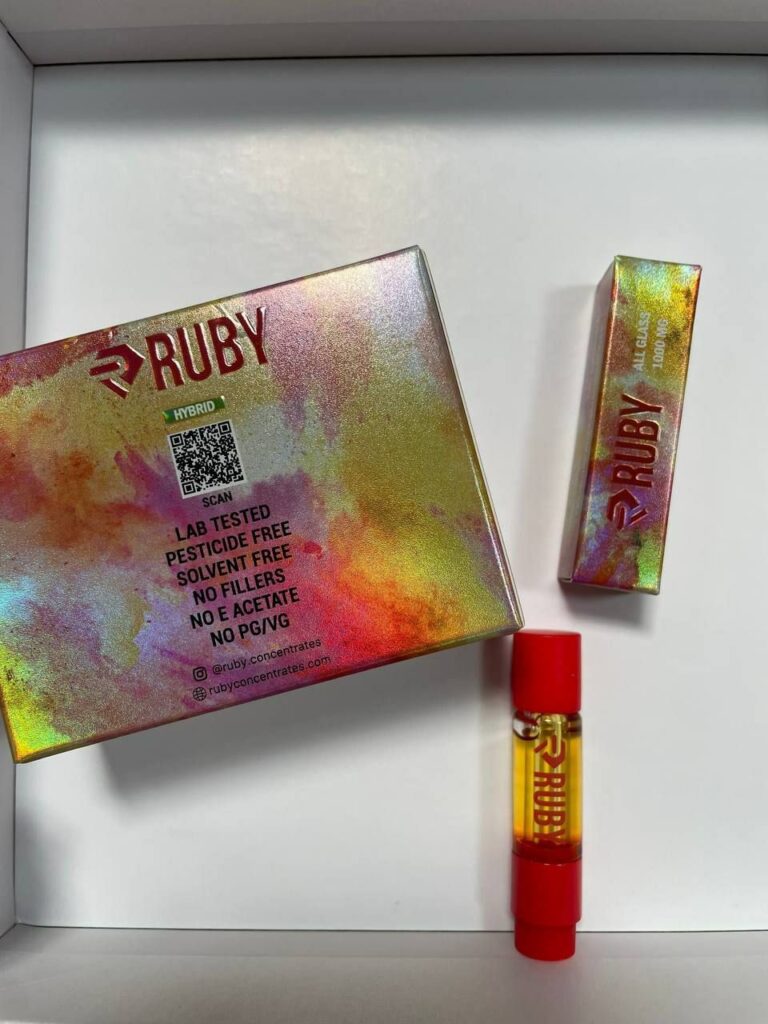 RUBY
HYBRID
SCAN
LAB TESTED
PESTICIDE FREE
SOLVENT FREE
NO FILLERS
NO E ACETATE
NO PG/VG
@ruby.concentrates
rubyconcentrates.com
RUBY
ALL GLASS
1000 MG
RUBY